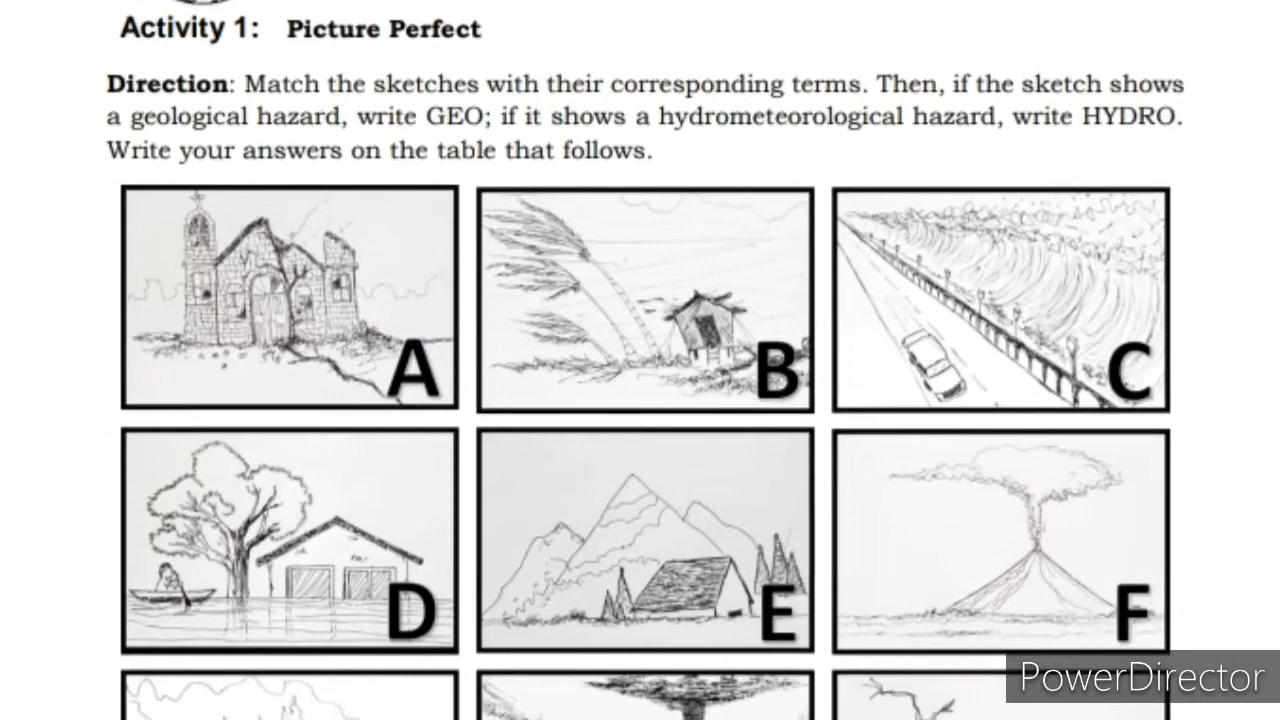 Activity 1: Picture Perfect
Direction: Match the sketches with their corresponding terms. Then, if the sketch shows
a geological hazard, write GEO; if it shows a hydrometeorological hazard, write HYDRO.
Write your answers on the table that follows.
A
B
C
D
E
F
PowerDirector